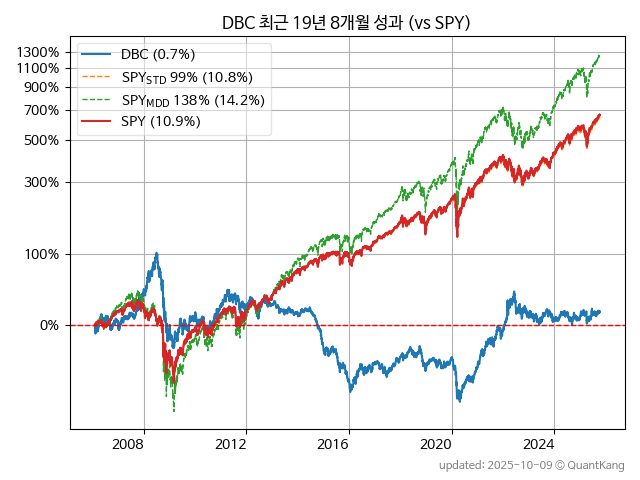 DBC 최근 19년 8개월 성과 (vs SPY)
1300%
1100%
900%
700%
500%
300%
100%
0%
DBC (0.7%)
SPYSTD 99% (10.8%)
SPYMDD 138% (14.2%)
SPY (10.9%)
2008 2012 2016 2020 2024
updated: 2025-10-09 © QuantKang